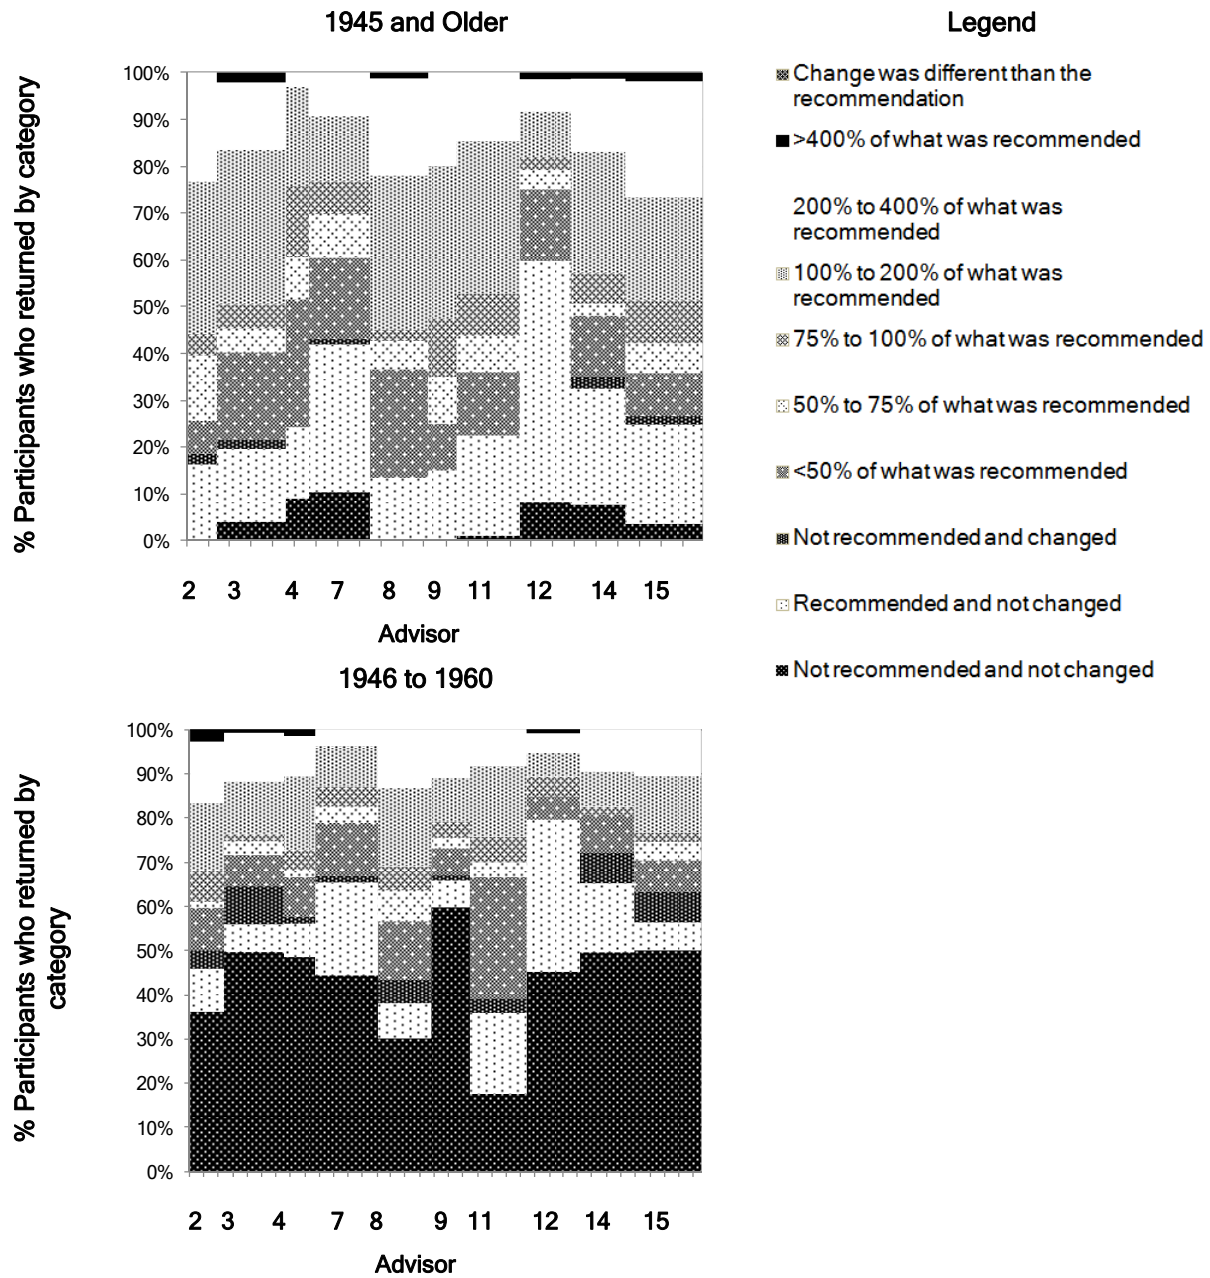 1945 and Older
% Participants who returned by category
100%
90%
80%
70%
60%
50%
40%
30%
20%
10%
0%
2 3 4 7 8 9 11 12 14 15
Advisor
Legend
Change was different than the
recommendation
>400% of what was recommended
200% to 400% of what was
recommended
100% to 200% of what was
recommended
75% to 100% of what was recommended
50% to 75% of what was recommended
<50% of what was recommended
Not recommended and changed
Recommended and not changed
Not recommended and not changed
1946 to 1960
% Participants who returned by
category
100%
90%
80%
70%
60%
50%
40%
30%
20%
10%
0%
2 3 4 7 8 9 11 12 14 15
Advisor